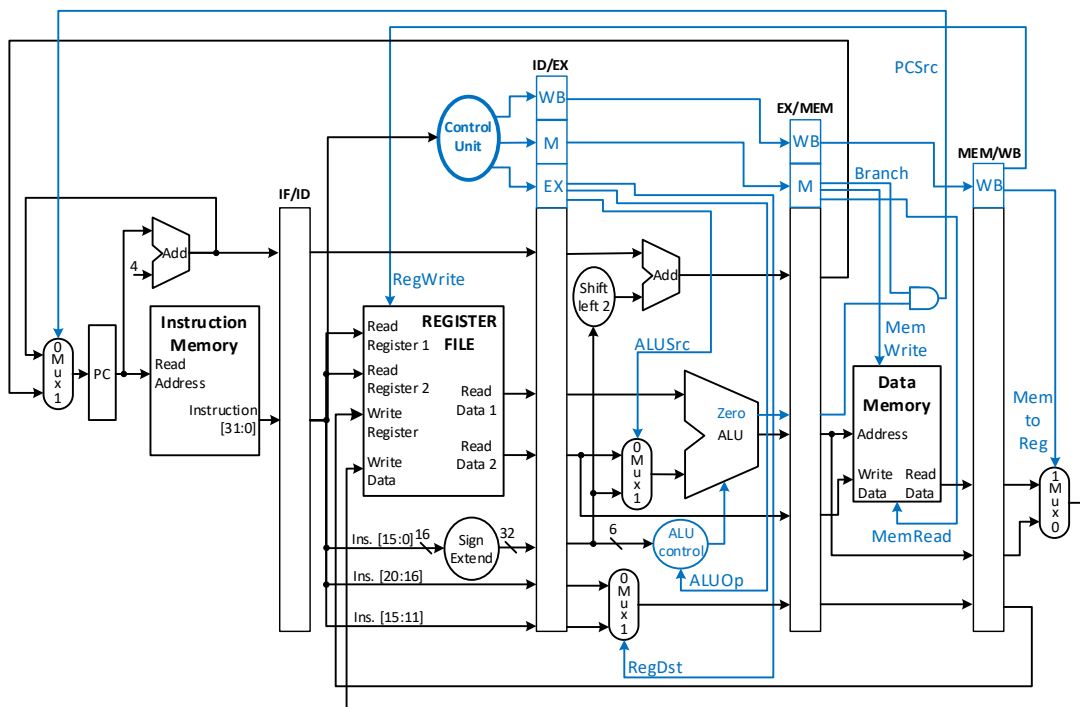 PCSrc
ID/EX
WB
EX/MEM
Control
Unit
M
WB
MEM/WB
Branch
EX
M
WB
IF/ID
Add
4
Add
Shift
left 2
RegWrite
Instruction
Memory
Read
Address
Instruction
[31:0]
0
M
u
x
1
PC
REGISTER
FILE
Read
Register 1
Read
Register 2
Write
Register
Write
Data
Read
Data 1
Read
Data 2
ALUSrc
0
M
u
x
1
Zero
ALU
Mem
Write
Data
Memory
Address
Write
Data
Read
Data
MemRead
Mem
to
Reg
1
M
u
x
0
Ins. [15:0]
16
Sign
Extend
32
6
ALU
control
ALUOp
Ins. [20:16]
Ins. [15:11]
0
M
u
x
1
RegDst